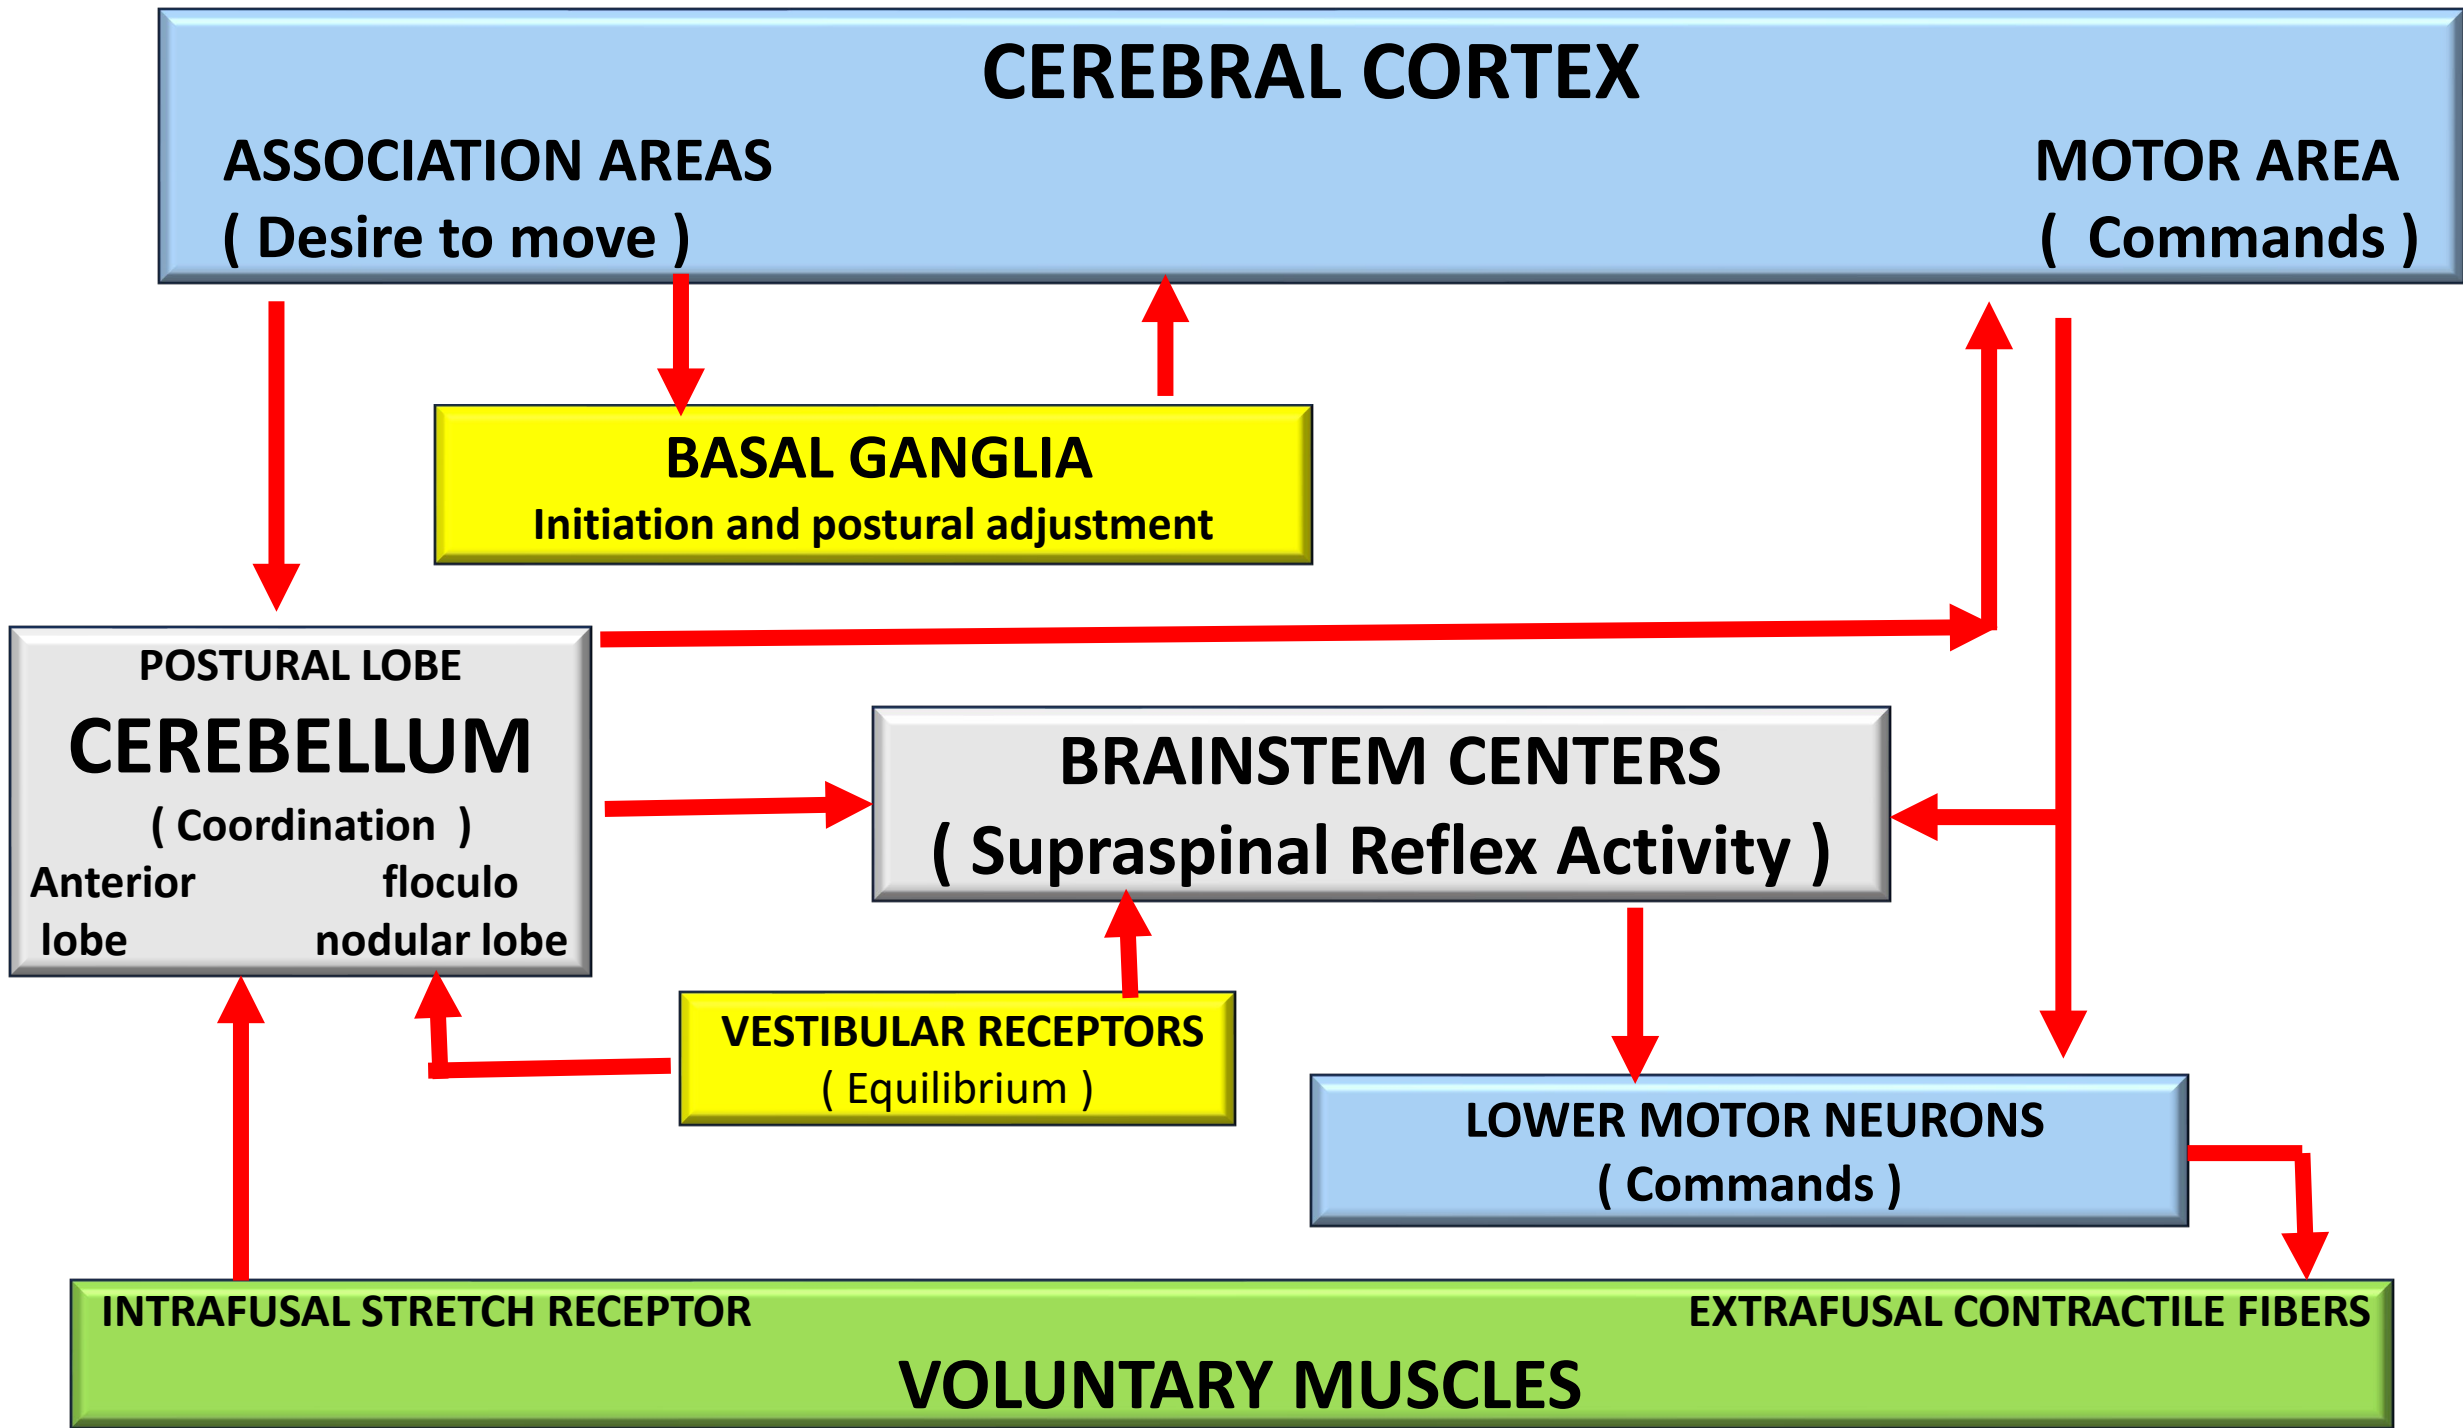 CEREBRAL CORTEX
ASSOCIATION AREAS
( Desire to move )
MOTOR AREA
( Commands )
BASAL GANGLIA
Initiation and postural adjustment
POSTURAL LOBE
CEREBELLUM
( Coordination )
Anterior floculo
lobe nodular lobe
BRAINSTEM CENTERS
( Supraspinal Reflex Activity )
VESTIBULAR RECEPTORS
( Equilibrium )
LOWER MOTOR NEURONS
( Commands )
INTRAFUSAL STRETCH RECEPTOR
EXTRAFUSAL CONTRACTILE FIBERS
VOLUNTARY MUSCLES